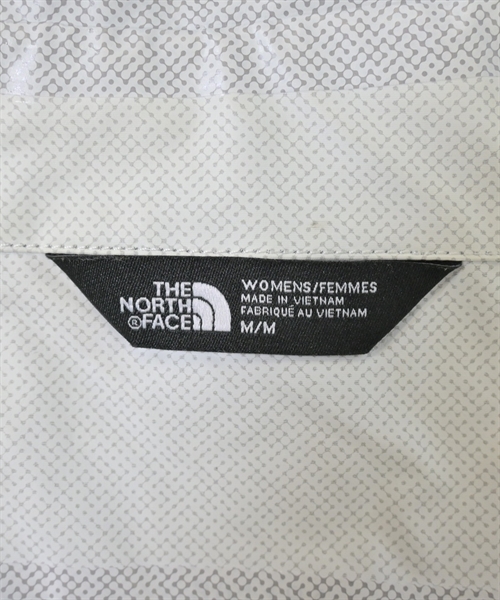 THE
NORTH
®FACE
WOMENS/FEMMES
MADE IN VIETNAM
FABRIQUÉ AU VIETNAM
M/M